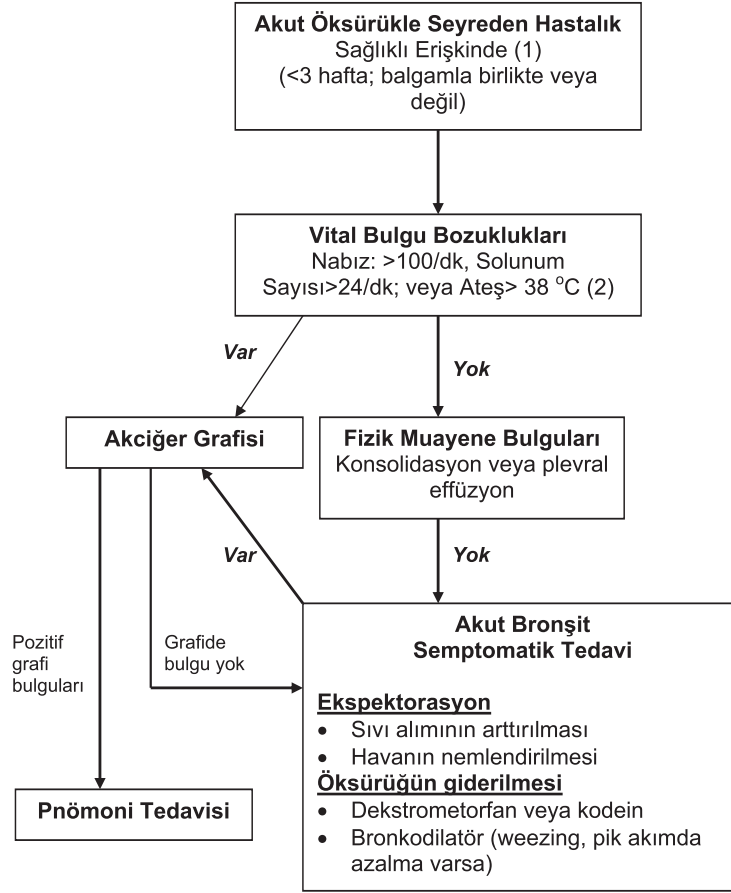 Akut Öksürükle Seyreden Hastalık
Sağlıklı Erişkinde (1)
(<3 hafta; balgamla birlikte veya
değil)
Vital Bulgu Bozuklukları
Nabız: >100/dk, Solunum
Sayısı>24/dk; veya Ateş> 38 °C (2)
Var
Yok
Akciğer Grafisi
Fizik Muayene Bulguları
Konsolidasyon veya plevral
effüzyon
Var
Yok
Pozitif
grafi
bulguları
Grafide
bulgu yok
Akut Bronşit
Semptomatik Tedavi
Ekspektorasyon
• Sıvı alımının arttırılması
• Havanın nemlendirilmesi
Öksürüğün giderilmesi
• Dekstrometorfan veya kodein
• Bronkodilatör (weezing, pik akımda
azalma varsa)
Pnömoni Tedavisi